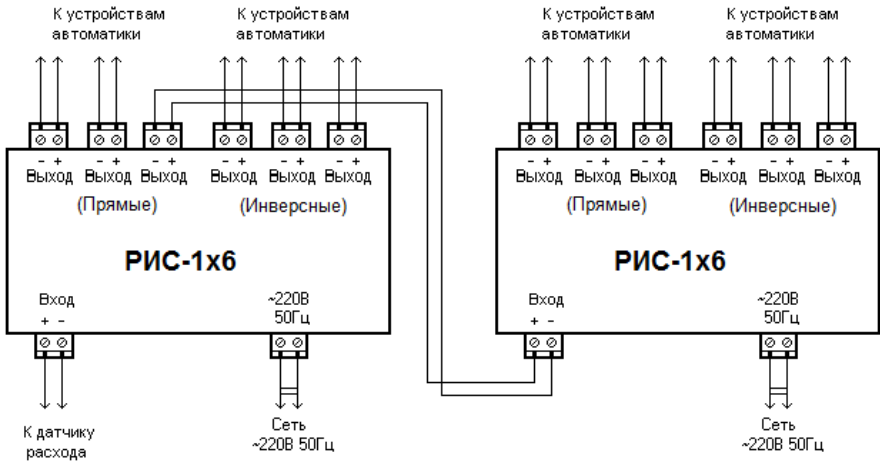 К устройствам
автоматики
К устройствам
автоматики
К устройствам
автоматики
К устройствам
автоматики
- + - + - + - + - + - +
Выход Выход Выход Выход Выход Выход
(Прямые) (Инверсные)
РИС-1х6
Вход ~220В
50Гц
+ -
К датчику
расхода
Сеть
~220В 50Гц
- + - + - + - + - + - +
Выход Выход Выход Выход Выход Выход
(Прямые) (Инверсные)
РИС-1х6
Вход ~220В
50Гц
+ -
Сеть
~220В 50Гц